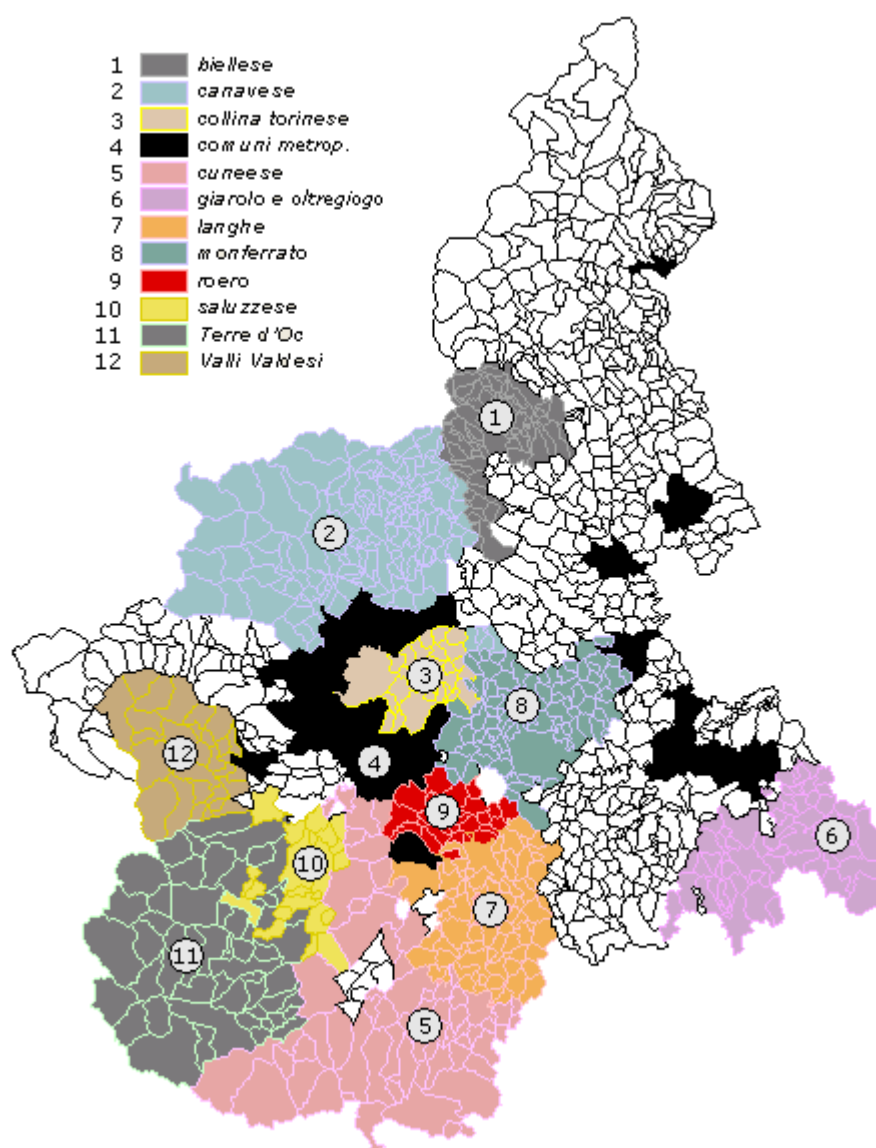 1 biellese
2 canavese
3 collina torinese
4 comuni metrop.
5 cuneese
6 giarolo e oltregiogo
7 langhe
8 monferrato
9 roero
10 saluzzese
11 Terre d'Oc
12 Valli Valdesi
1
2
3
8
12
4
9
6
10
7
11
5